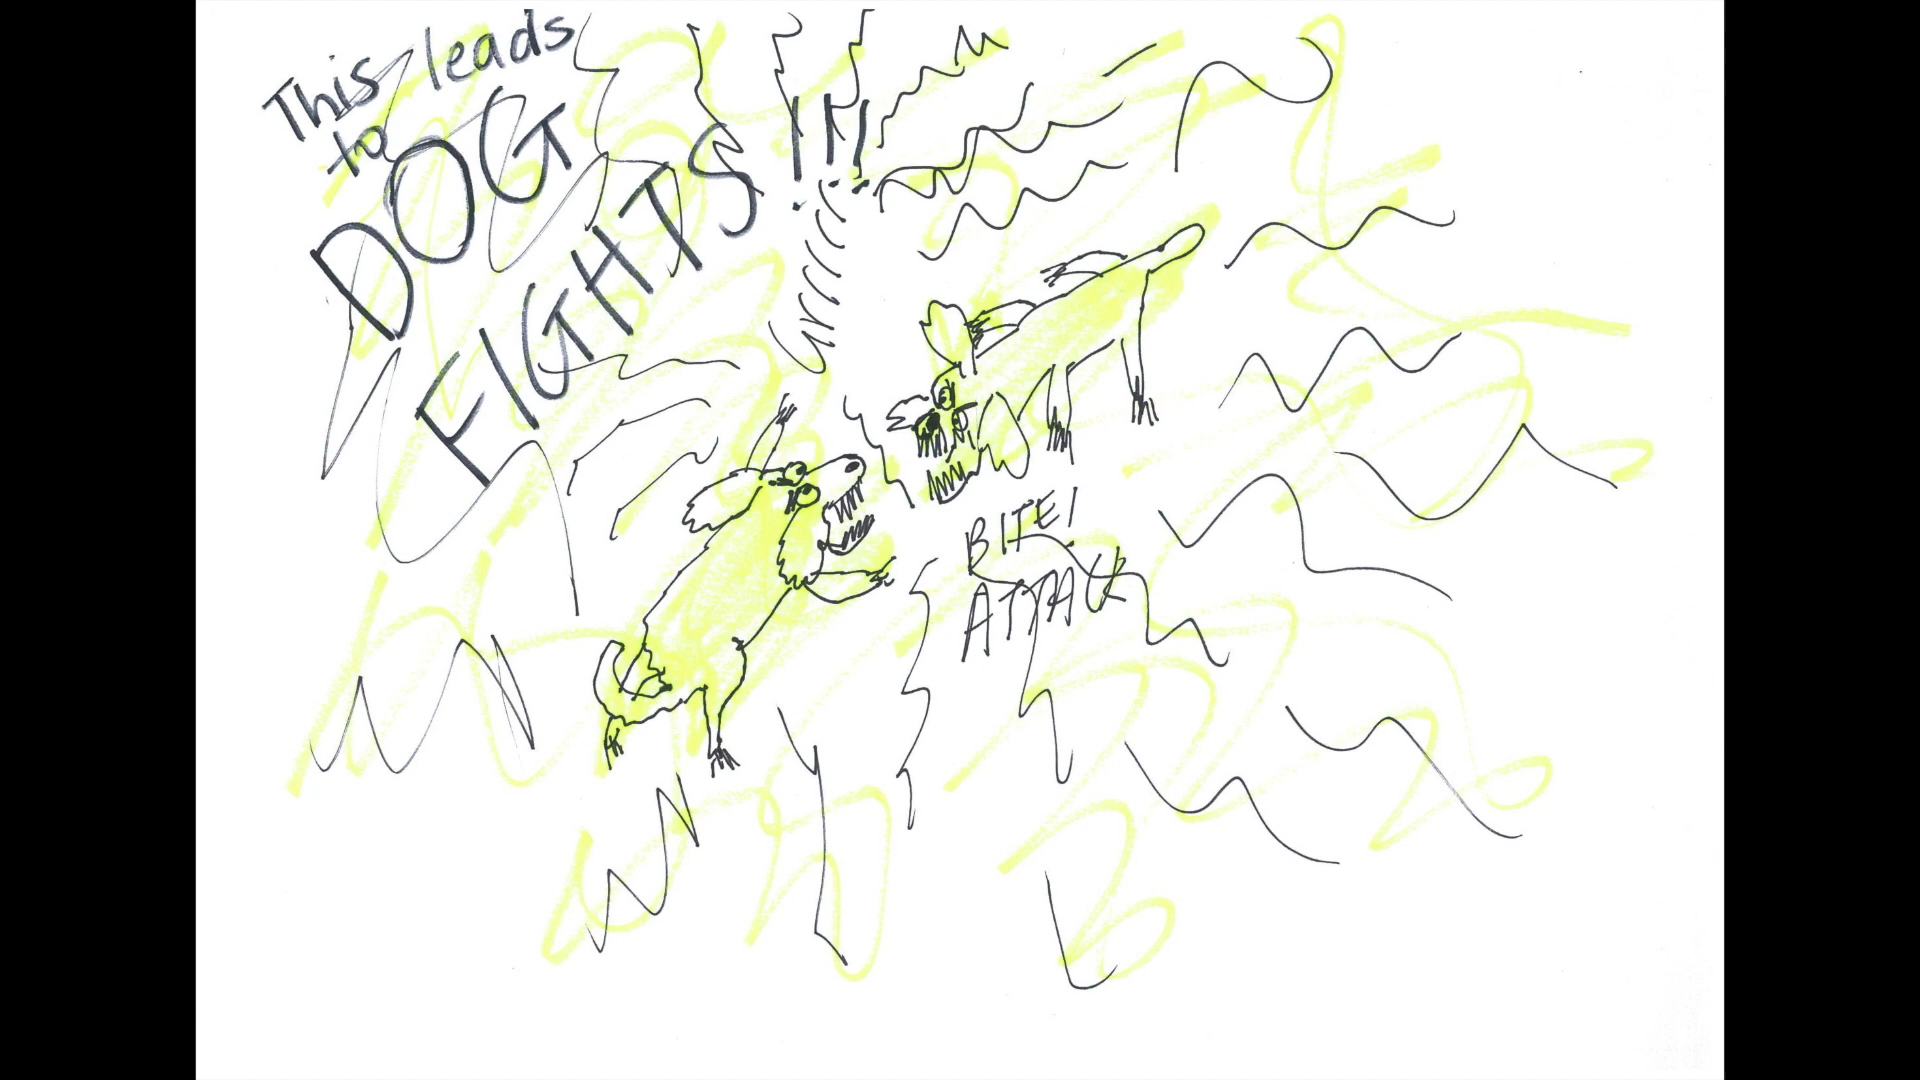 This leads
to
DOG
FIGHTS !!!
BITE!
ATTACK